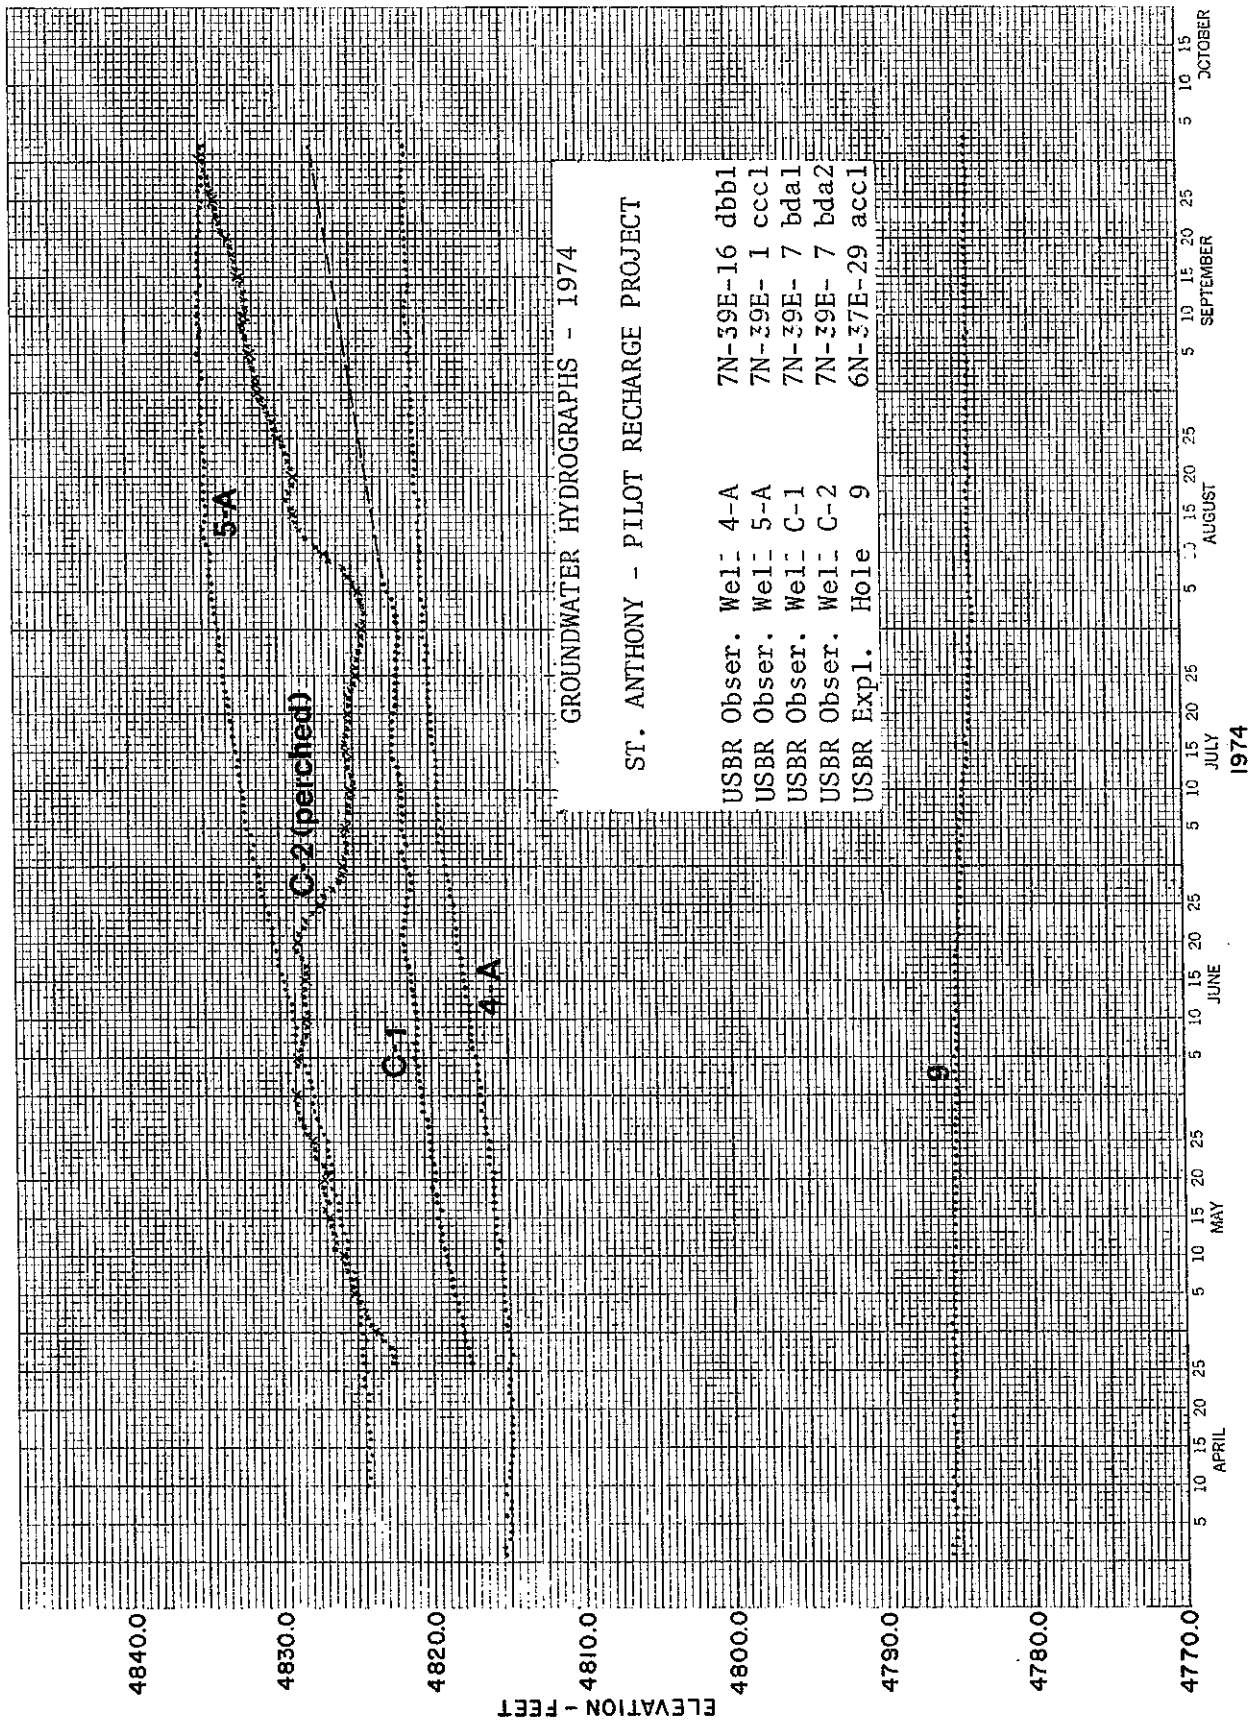 4840.0
4830.0
4820.0
4810.0
4800.0
4790.0
4780.0
4770.0
ELEVATION - FEET
5-A
C-2 (perched)
C-1
4-A
9
GROUNDWATER HYDROGRAPHS - 1974
ST. ANTHONY - PILOT RECHARGE PROJECT
USBR Obser. Well 4-A 7N-39E-16 dbb1
USBR Obser. Well 5-A 7N-39E- 1 ccc1
USBR Obser. Well C-1 7N-39E- 7 bda1
USBR Obser. Well C-2 7N-39E- 7 bda2
USBR Expl. Hole 9 6N-37E-29 acc1
5 10 15 20 25 5 10 15 20 25 5 10 15 20 25 5 10 15 20 25 5 10 15 20 25 5 10 15 20 25 5 10 15
APRIL MAY JUNE JULY AUGUST SEPTEMBER OCTOBER
1974